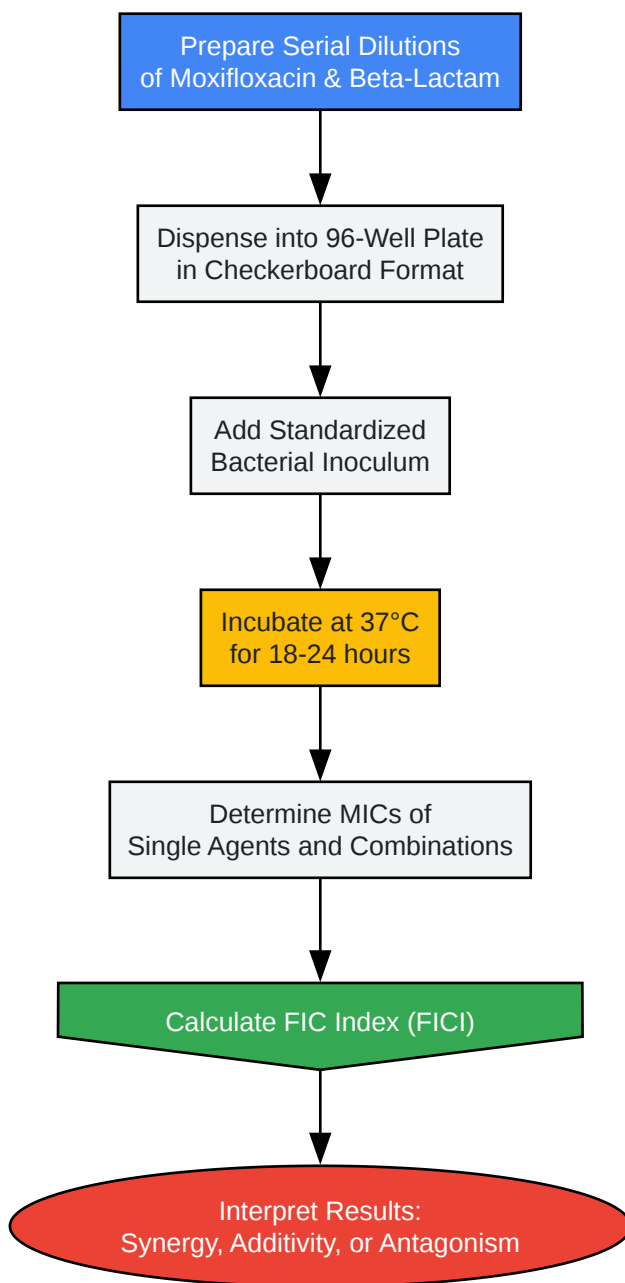 Prepare Serial Dilutions
of Moxifloxacin & Beta-Lactam
Dispense into 96-Well Plate
in Checkerboard Format
Add Standardized
Bacterial Inoculum
Incubate at 37°C
for 18-24 hours
Determine MICs of
Single Agents and Combinations
Calculate FIC Index (FICI)
Interpret Results:
Synergy, Additivity, or Antagonism